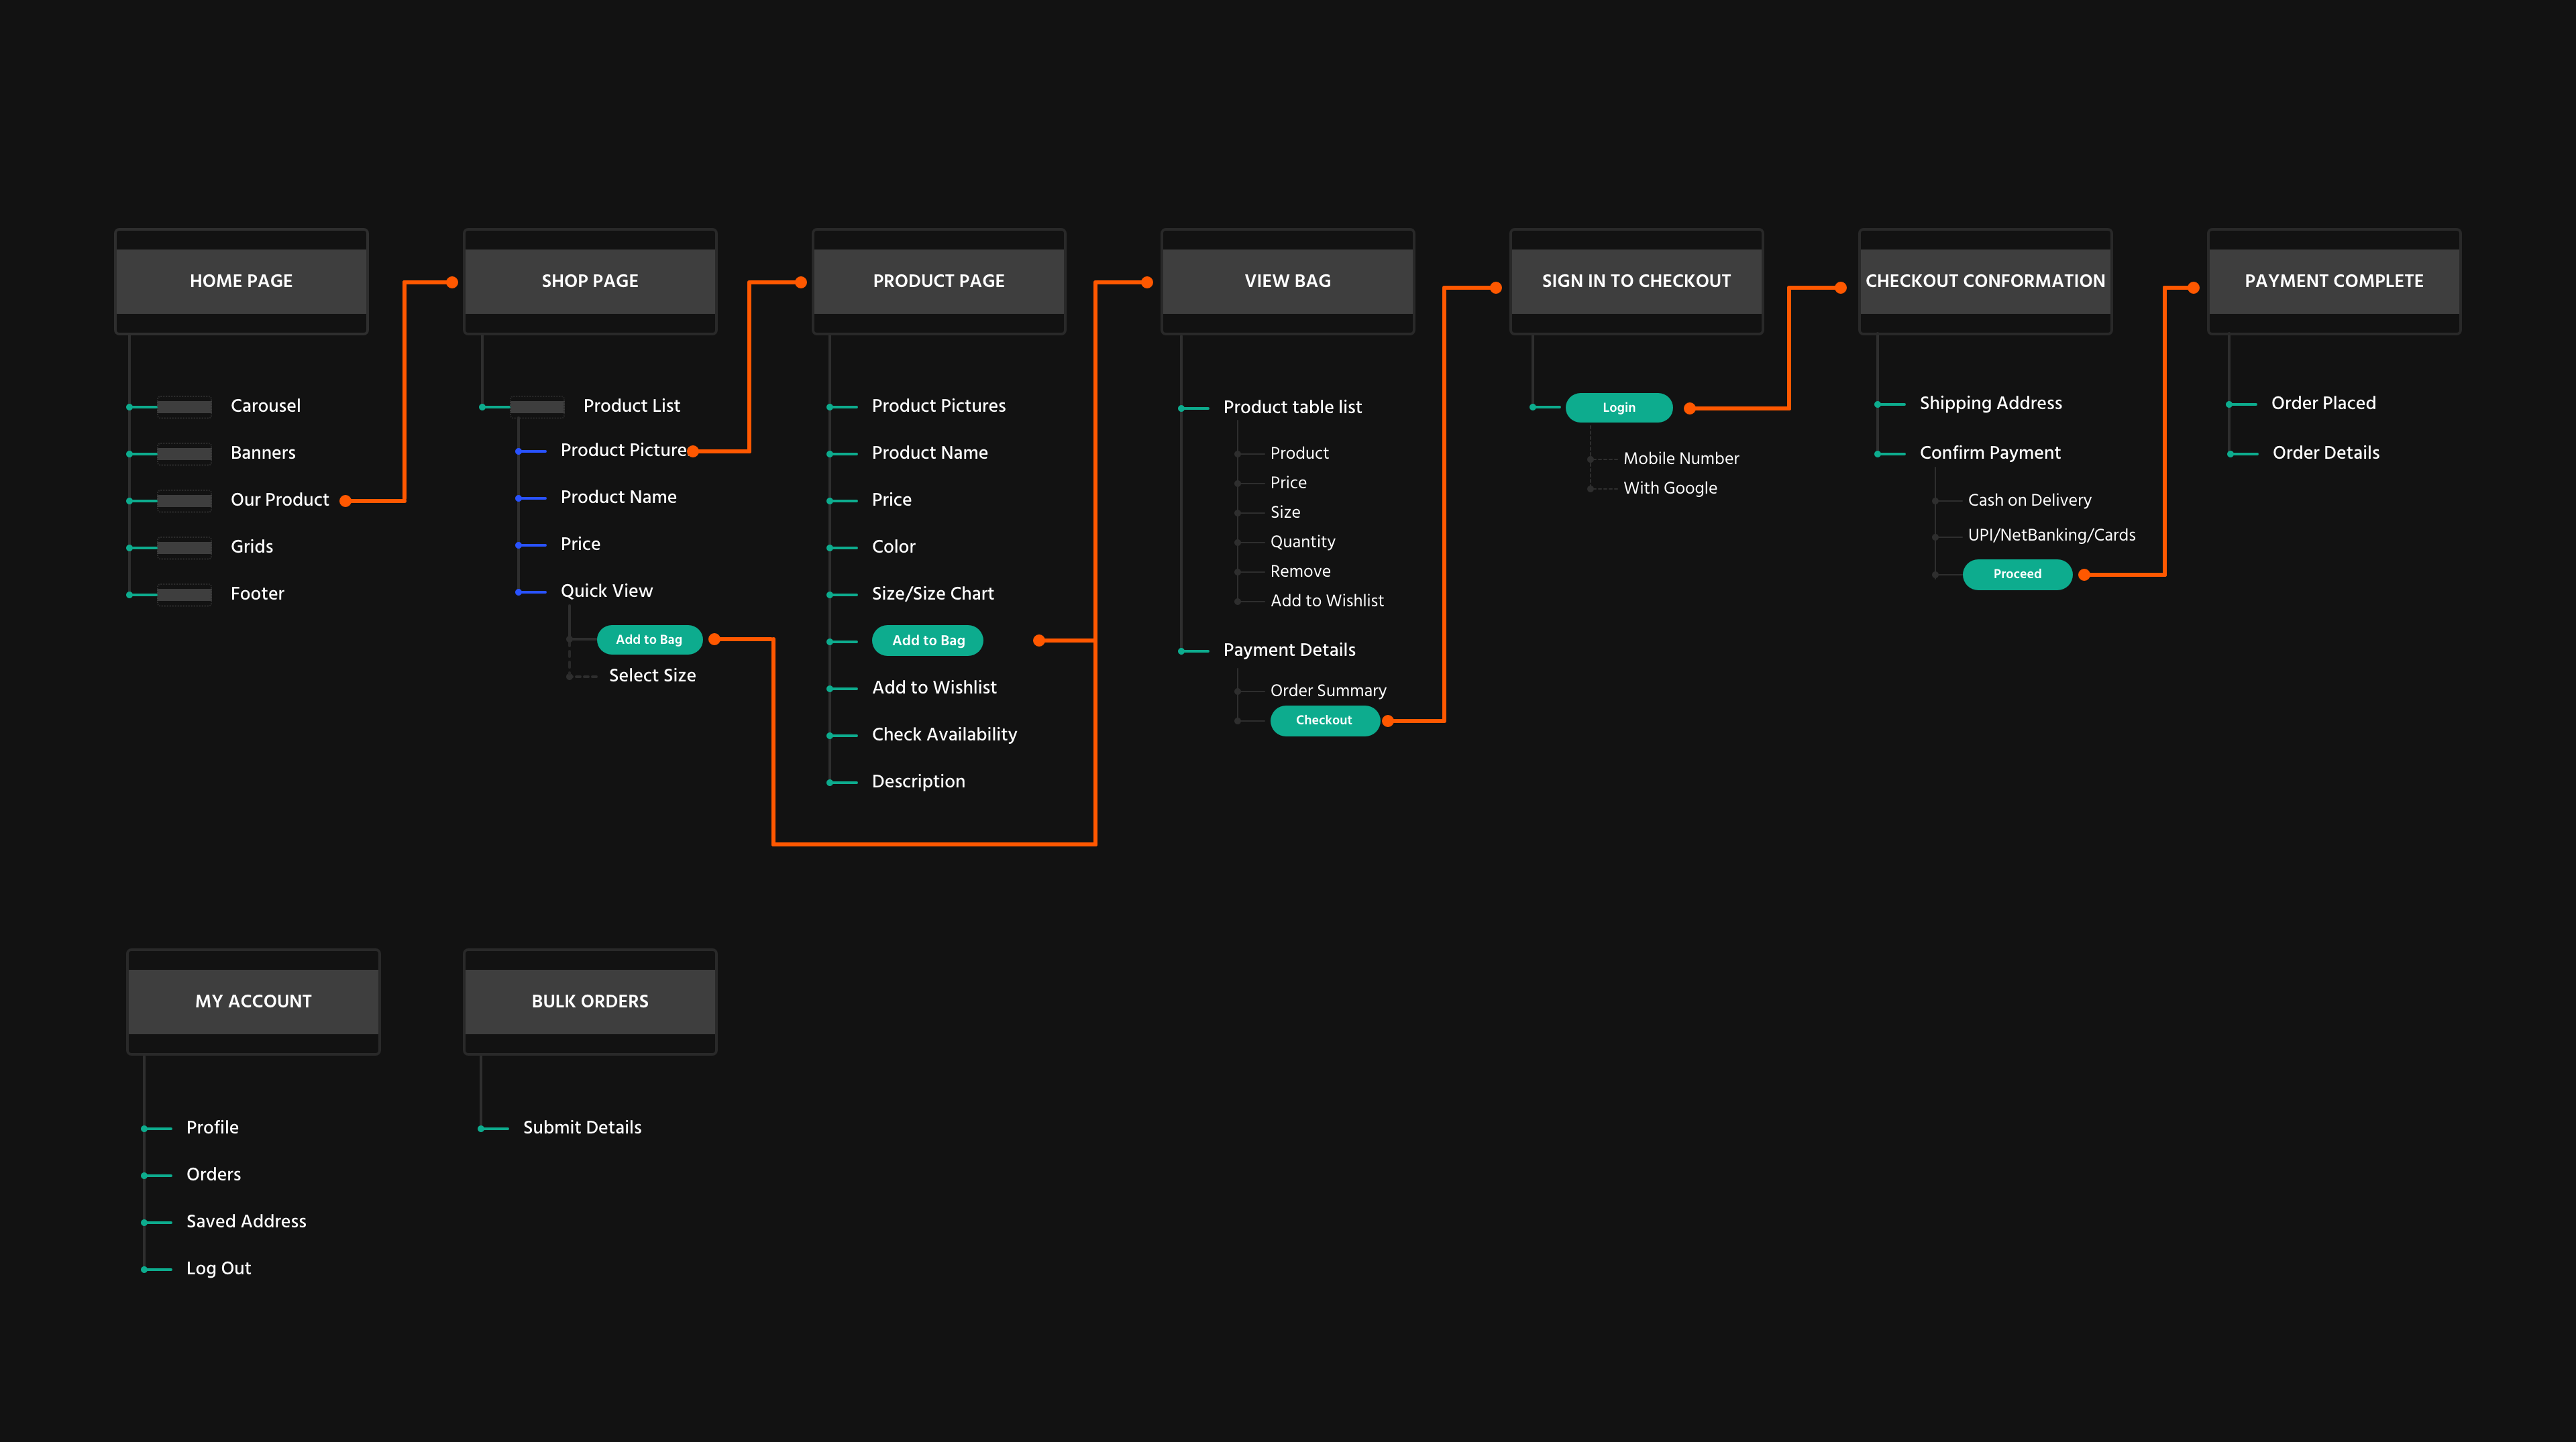 HOME PAGE
Carousel
Banners
Our Product
Grids
Footer
SHOP PAGE
Product List
Product Picture
Product Name
Price
Quick View
Add to Bag
Select Size
PRODUCT PAGE
Product Pictures
Product Name
Price
Color
Size/Size Chart
Add to Bag
Add to Wishlist
Check Availability
Description
VIEW BAG
Product table list
Product
Price
Size
Quantity
Remove
Add to Wishlist
Payment Details
Order Summary
Checkout
SIGN IN TO CHECKOUT
Login
Mobile Number
With Google
CHECKOUT CONFORMATION
Shipping Address
Confirm Payment
Cash on Delivery
UPI/NetBanking/Cards
Proceed
PAYMENT COMPLETE
Order Placed
Order Details
MY ACCOUNT
Profile
Orders
Saved Address
Log Out
BULK ORDERS
Submit Details